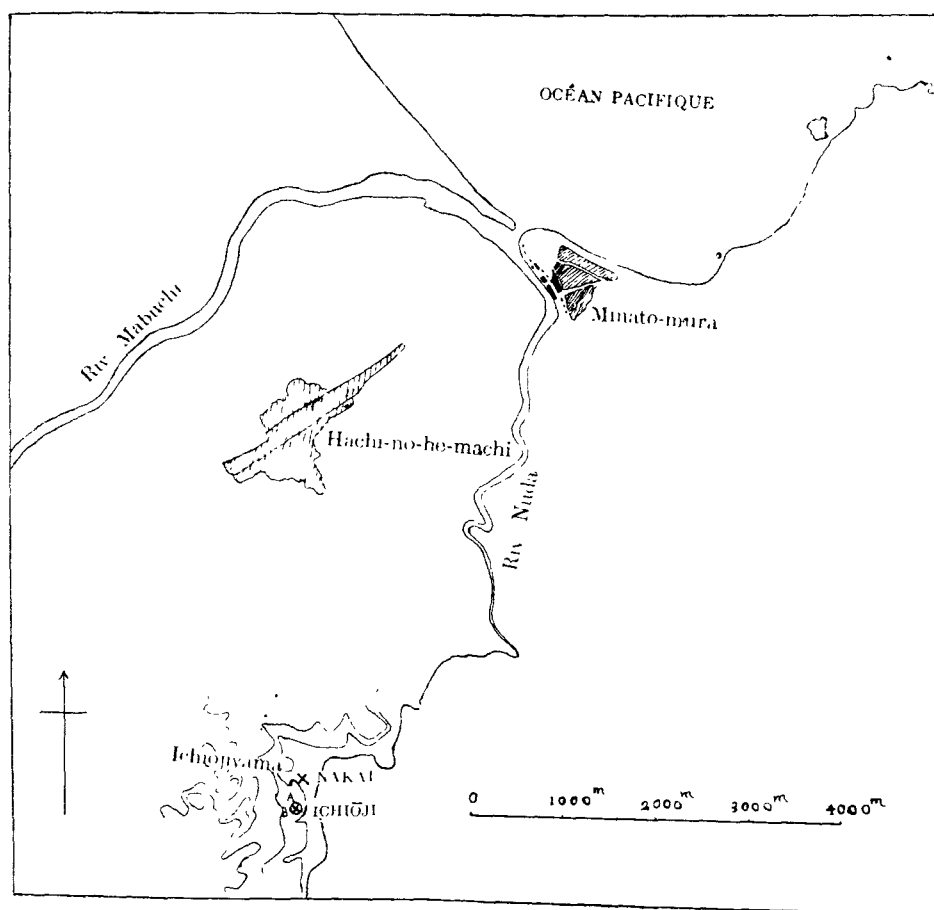 OCÉAN PACIFIQUE
Riv Mabuchi
Minato-mura
Hachi-no-he-machi
Riv Nuda
Ichiojiyama
NAKAI
A
B
ICHIŌJI
0 1000m 2000m 3000m 4000m